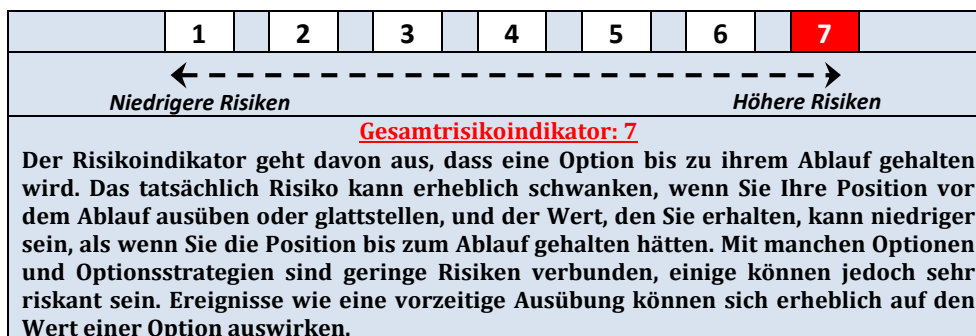 1 2 3 4 5 6 7
Niedrigere Risiken Höhere Risiken
Gesamtrisikoindikator: 7
Der Risikoindikator geht davon aus, dass eine Option bis zu ihrem Ablauf gehalten
wird. Das tatsächlich Risiko kann erheblich schwanken, wenn Sie Ihre Position vor
dem Ablauf ausüben oder glattstellen, und der Wert, den Sie erhalten, kann niedriger
sein, als wenn Sie die Position bis zum Ablauf gehalten hätten. Mit manchen Optionen
und Optionsstrategien sind geringe Risiken verbunden, einige können jedoch sehr
riskant sein. Ereignisse wie eine vorzeitige Ausübung können sich erheblich auf den
Wert einer Option auswirken.